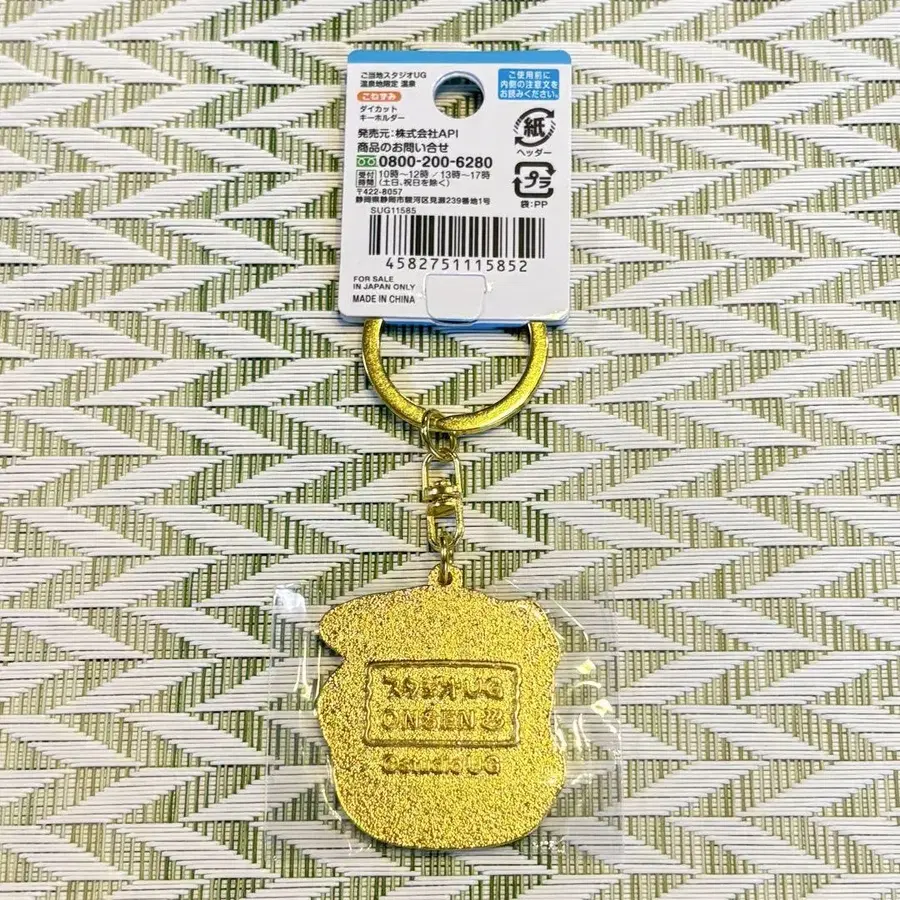 ご当地スタジオUG
温泉地限定 温泉
こむずみ
ダイカット
キーホルダー
発売元:株式会社API
商品のお問い合せ
0800-200-6280
受付時間 10時~12時/13時~17時
(土日、祝日を除く)
〒422-8057
静岡県静岡市駿河区見瀬239番地1号
SUG11585
4582751115852
FOR SALE
IN JAPAN ONLY
MADE IN CHINA
ご使用前に
内側の注意文を
お読みください。
紙
ヘッダー
プラ
袋:PP
スタジオUG
ONSEN
©studio UG